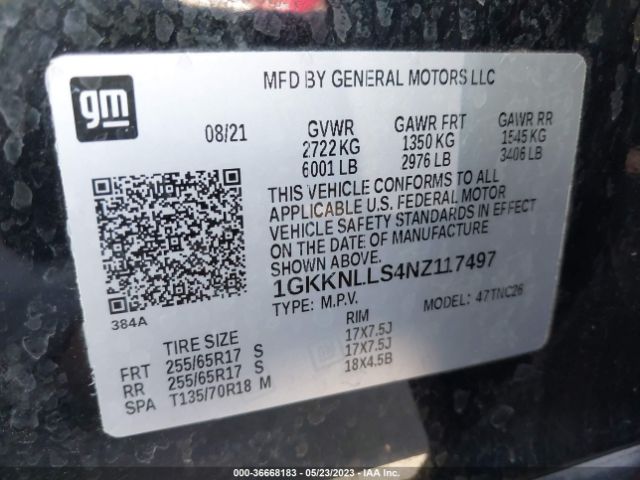 gm
MFD BY GENERAL MOTORS LLC
08/21 GVWR GAWR FRT GAWR RR
2722 KG 1350 KG 1545 KG
6001 LB 2976 LB 3406 LB
THIS VEHICLE CONFORMS TO ALL
APPLICABLE U.S. FEDERAL MOTOR
VEHICLE SAFETY STANDARDS IN EFFECT
ON THE DATE OF MANUFACTURE
SHOWN ABOVE.
1GKKNLLS4NZ117497
TYPE: M.P.V. MODEL: 47TNC26
384A
TIRE SIZE RIM
FRT 255/65R17 S 17X7.5J
RR 255/65R17 S 17X7.5J
SPA T135/70R18 M 18X4.5B
000-36668183 - 05/23/2023 - IAA Inc.